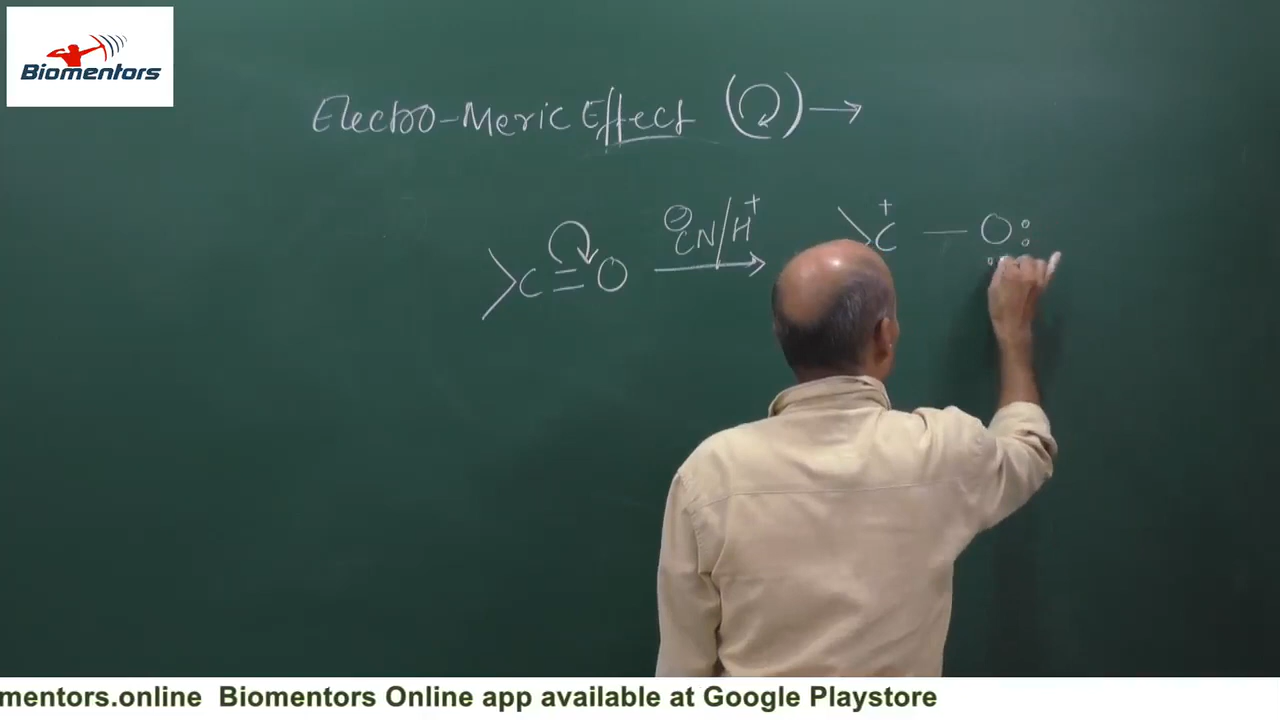 Biomentors
Electro-Meric Effect (↻) →
>C=O ⊖CN/H+ → >C+ — O:
mentors.online Biomentors Online app available at Google Playstore